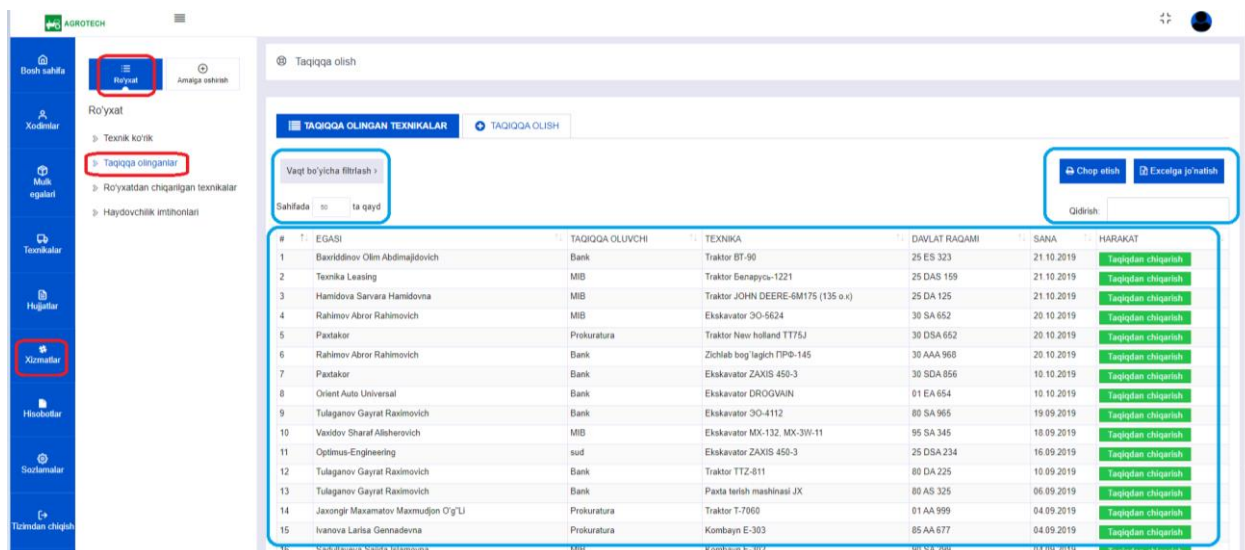 AGROTECH
Bosh sahifa
Xodimlar
Mulk egalari
Texnikalar
Hujjatlar
Xizmatlar
Hisobotlar
Sozlamalar
Tizimdan chiqish
Ro'yxat
Amalga oshirish
Ro'yxat
Texnik ko'rik
Taqiqqa olinganlar
Ro'yxatdan chiqarilgan texnikalar
Haydovchilik imtihonlari
Taqiqqa olish
TAQIQQA OLINGAN TEXNIKALAR
TAQIQQA OLISH
Vaqt bo'yicha filtrlash ›
Chop etish
Excelga jo'natish
Sahifada 50 ta qayd
Qidirish:
# EGASI TAQIQQA OLUVCHI TEXNIKA DAVLAT RAQAMI SANA HARAKAT
1 Baxriddinov Olim Abdimajidovich Bank Traktor BT-90 25 ES 323 21.10.2019 Taqiqdan chiqarish
2 Texnika Leasing MIB Traktor Беларусь-1221 25 DAS 159 21.10.2019 Taqiqdan chiqarish
3 Hamidova Sarvara Hamidovna MIB Traktor JOHN DEERE-6M175 (135 о.к) 25 DA 125 21.10.2019 Taqiqdan chiqarish
4 Rahimov Abror Rahimovich MIB Ekskavator ЭО-5624 30 SA 652 20.10.2019 Taqiqdan chiqarish
5 Paxtakor Prokuratura Traktor New holland TT75J 30 DSA 652 20.10.2019 Taqiqdan chiqarish
6 Rahimov Abror Rahimovich Bank Zichlab bog`lagich ПРФ-145 30 AAA 968 20.10.2019 Taqiqdan chiqarish
7 Paxtakor Bank Ekskavator ZAXIS 450-3 30 SDA 856 10.10.2019 Taqiqdan chiqarish
8 Orient Auto Universal Bank Ekskavator DROGVAIN 01 EA 654 10.10.2019 Taqiqdan chiqarish
9 Tulaganov Gayrat Raximovich Bank Ekskavator ЭО-4112 80 SA 965 19.09.2019 Taqiqdan chiqarish
10 Vaxidov Sharaf Alisherovich MIB Ekskavator MX-132, MX-3W-11 95 SA 345 18.09.2019 Taqiqdan chiqarish
11 Optimus-Engineering sud Ekskavator ZAXIS 450-3 25 DSA 234 16.09.2019 Taqiqdan chiqarish
12 Tulaganov Gayrat Raximovich Bank Traktor TTZ-811 80 DA 225 10.09.2019 Taqiqdan chiqarish
13 Tulaganov Gayrat Raximovich Bank Paxta terish mashinasi JX 80 AS 325 06.09.2019 Taqiqdan chiqarish
14 Jaxongir Maxamatov Maxmudjon O'g"Li Prokuratura Traktor T-7060 01 AA 999 04.09.2019 Taqiqdan chiqarish
15 Ivanova Larisa Gennadevna Prokuratura Kombayn E-303 85 AA 677 04.09.2019 Taqiqdan chiqarish